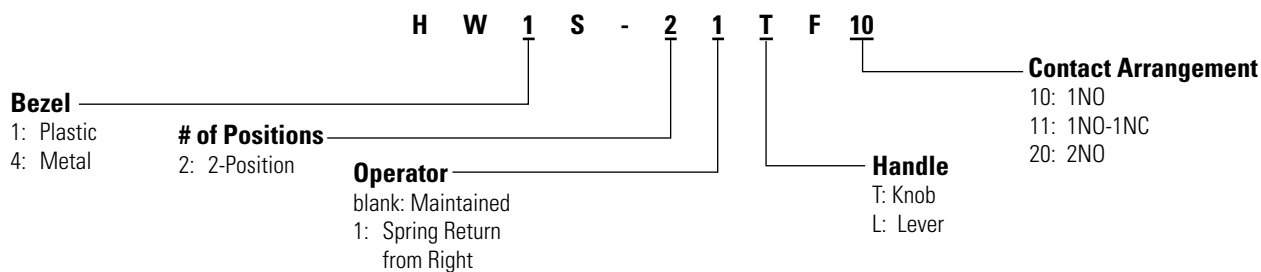 H W 1 S - 2 1 T F 10
Bezel
1: Plastic
4: Metal
# of Positions
2: 2-Position
Operator
blank: Maintained
1: Spring Return
from Right
Handle
T: Knob
L: Lever
Contact Arrangement
10: 1NO
11: 1NO-1NC
20: 2NO